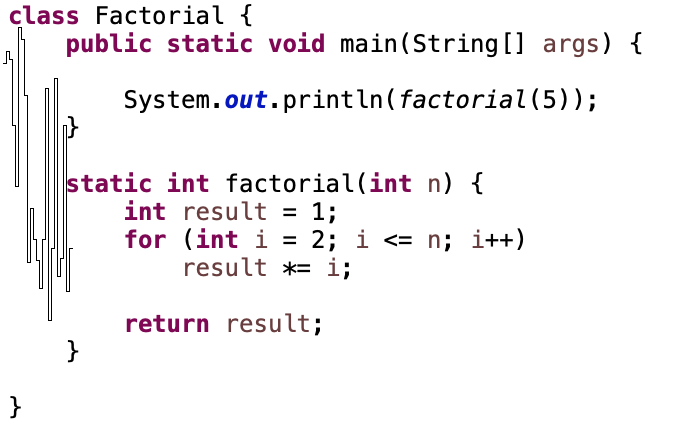 class Factorial {
    public static void main(String[] args) {
        System.out.println(factorial(5));
    }
    static int factorial(int n) {
        int result = 1;
        for (int i = 2; i <= n; i++)
            result *= i;
        return result;
    }
}